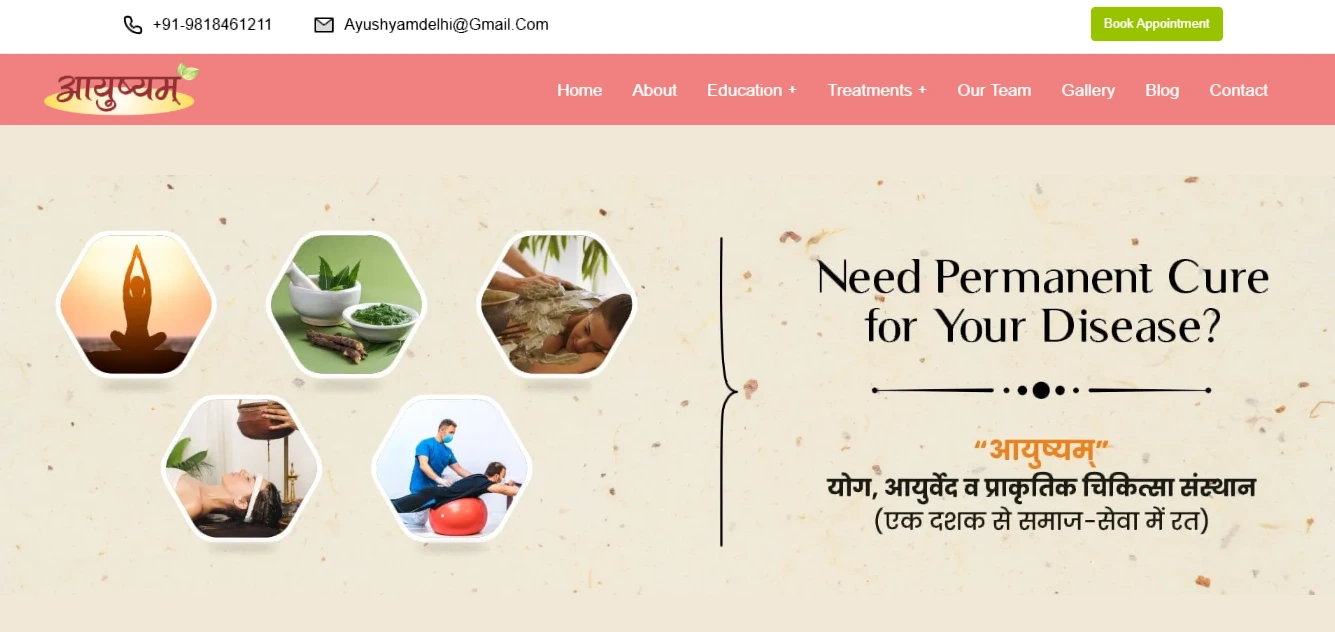 +91-9818461211
Ayushyamdelhi@Gmail.Com
Book Appointment
आयुष्यम्
Home
About
Education +
Treatments +
Our Team
Gallery
Blog
Contact
Need Permanent Cure
for Your Disease?
“आयुष्यम्”
योग, आयुर्वेद व प्राकृतिक चिकित्सा संस्थान
(एक दशक से समाज-सेवा में रत)